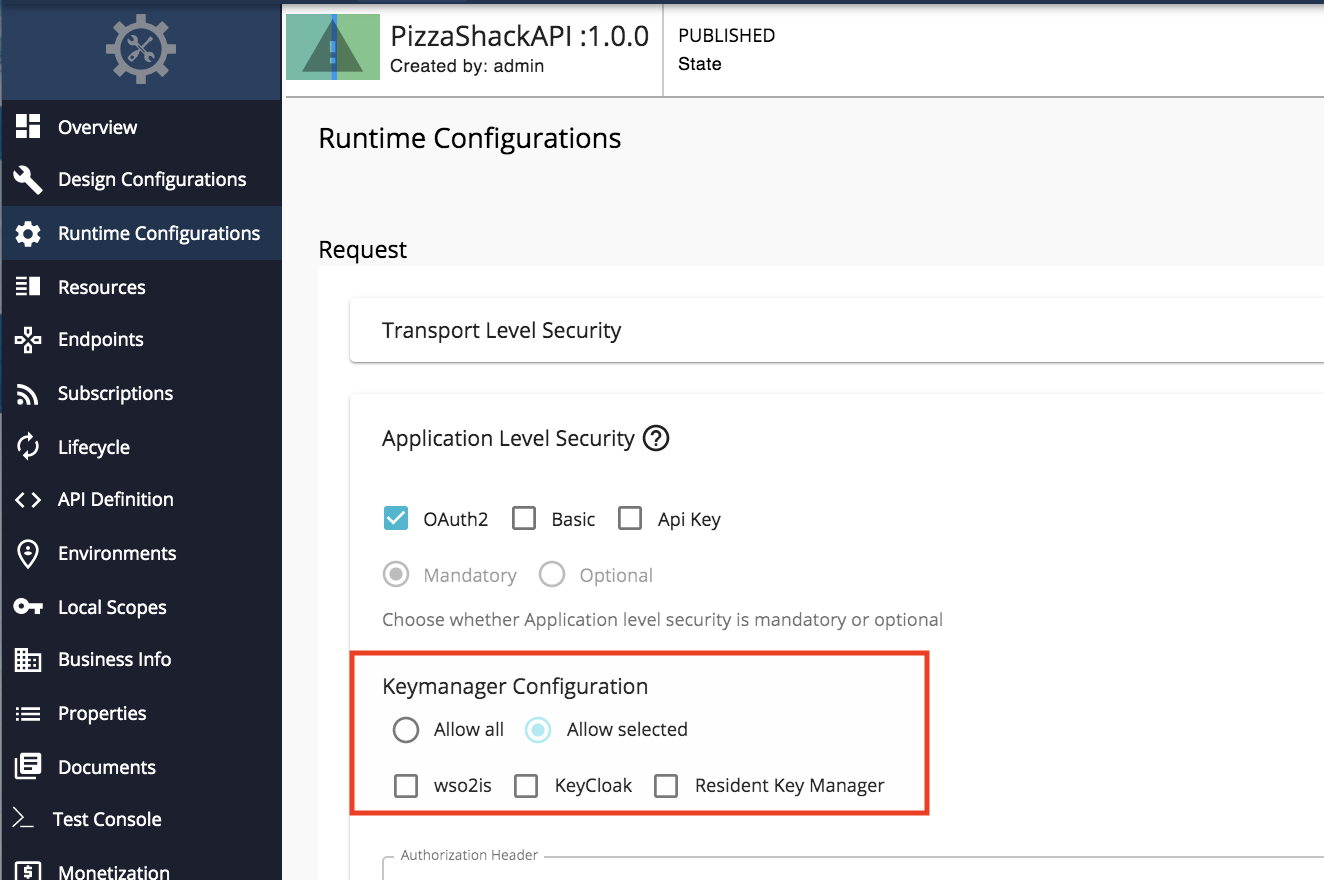 PizzaShackAPI :1.0.0
Created by: admin
PUBLISHED
State
Overview
Design Configurations
Runtime Configurations
Resources
Endpoints
Subscriptions
Lifecycle
API Definition
Environments
Local Scopes
Business Info
Properties
Documents
Test Console
Monetization
Runtime Configurations
Request
Transport Level Security
Application Level Security
OAuth2 Basic Api Key
Mandatory Optional
Choose whether Application level security is mandatory or optional
Keymanager Configuration
Allow all Allow selected
wso2is KeyCloak Resident Key Manager
Authorization Header